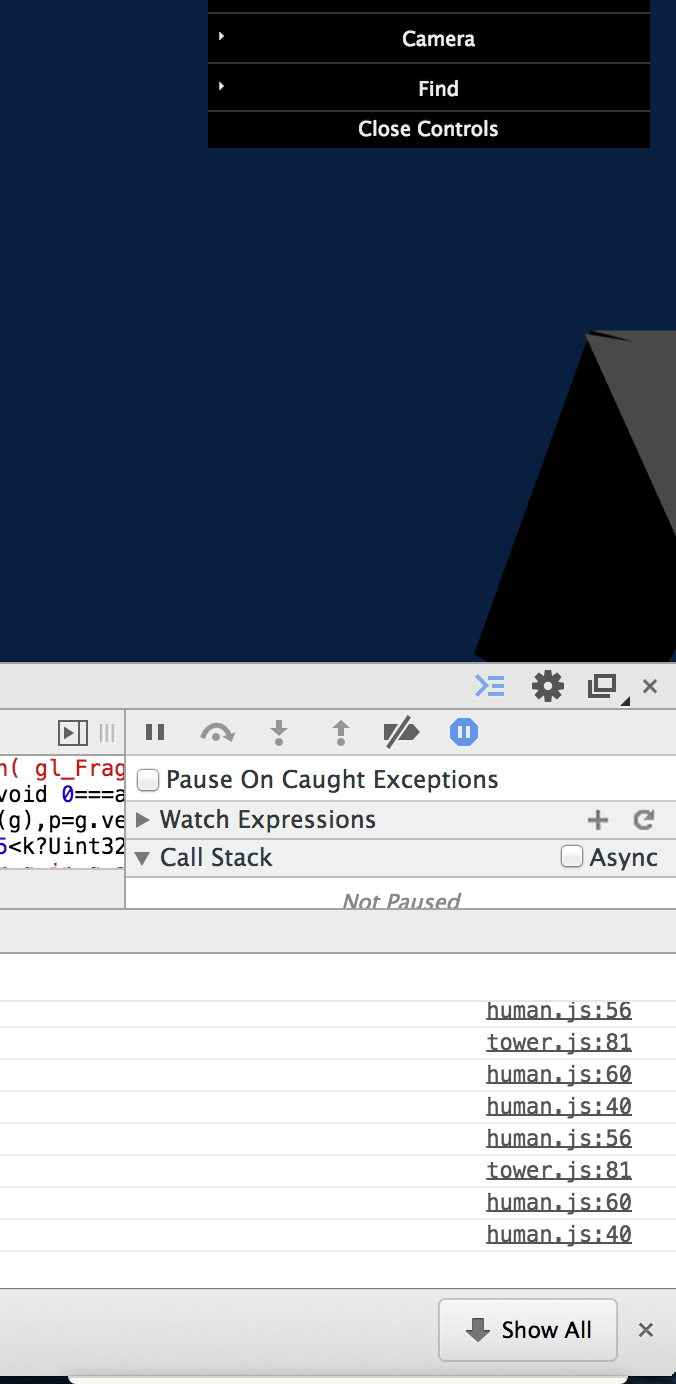 Camera
Find
Close Controls
n( gl_Frag
Pause On Caught Exceptions
void 0===a
(g),p=g.ve
Watch Expressions
5<k?Uint32
Call Stack
Async
Not Paused
human.js:56
tower.js:81
human.js:60
human.js:40
human.js:56
tower.js:81
human.js:60
human.js:40
Show All